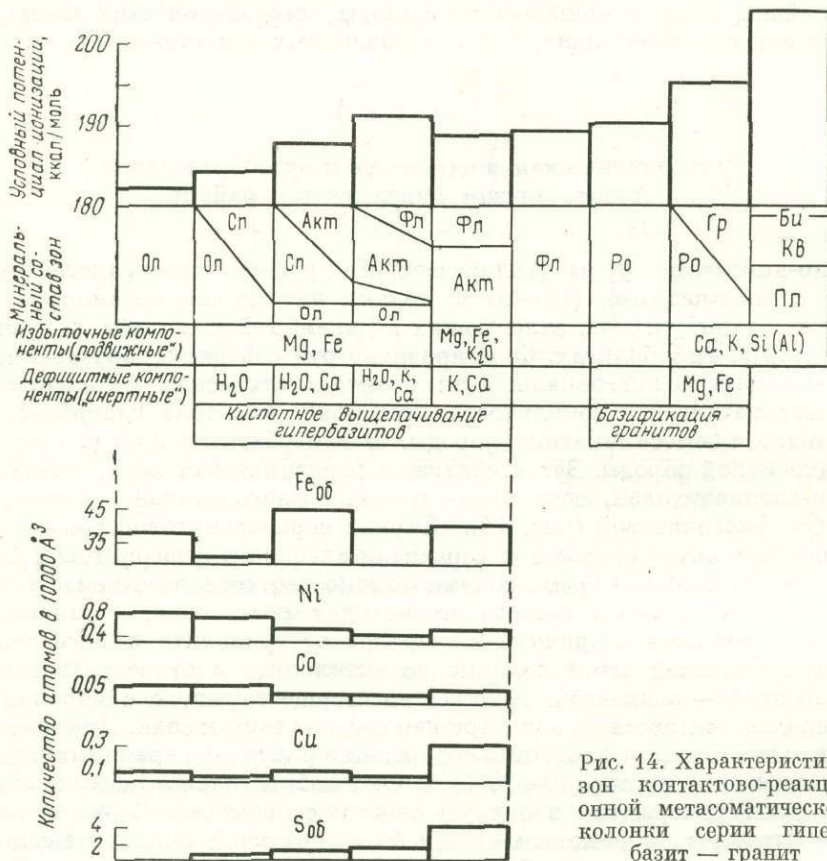 Условный потен-
циал ионизации,
ккал/моль
200
190
180
Минераль-
ный со-
став зон
Ол
Сп
Ол
Акт
Сп
Ол
Фл
Акт
Ол
Фл
Акт
Фл
Ро
Гр
Ро
Би
Кв
Пл
Избыточные компо-
ненты („подвижные“)
Mg, Fe
Mg, Fe,
K₂O
Ca, K, Si(Al)
Дефицитные компо-
ненты („инертные“)
H₂O
H₂O, Ca
H₂O, K,
Ca
K, Ca
Mg, Fe
Кислотное выщелачивание
гипербазитов
Базификация
гранитов
Количество атомов в 10000 Å³
Feоб
45
35
Ni
0,8
0,4
Co
0,05
Cu
0,3
0,1
Sоб
4
2
Рис. 14. Характеристи
зон контактово-реакц
онной метасоматическо
колонки серии гипе
базит — гранит